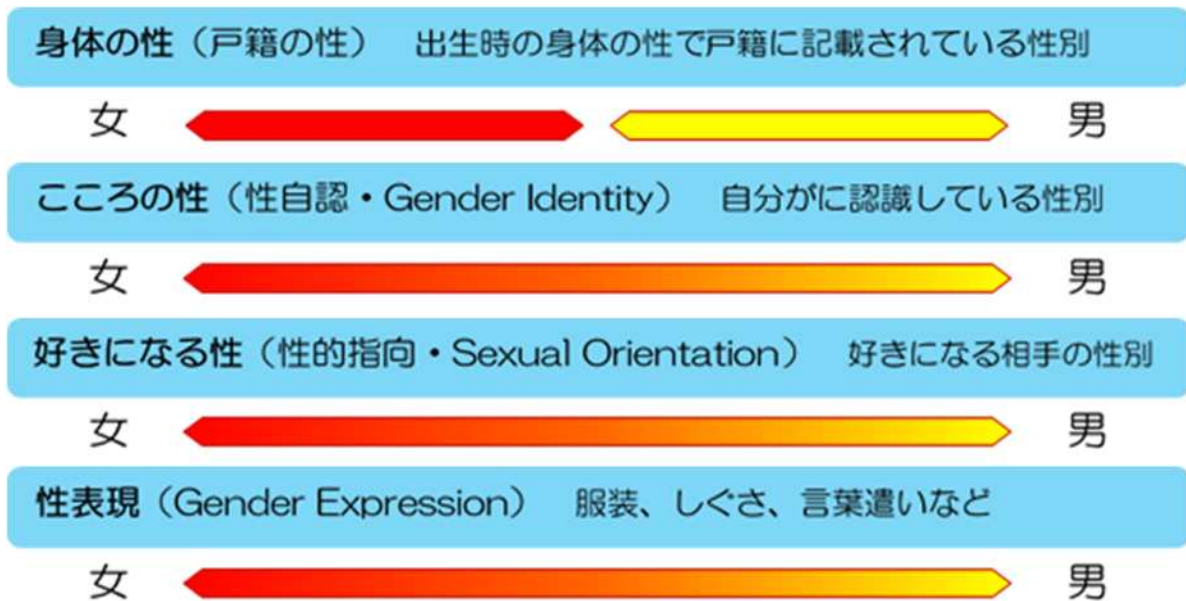 身体の性（戸籍の性）　出生時の身体の性で戸籍に記載されている性別
女　男
こころの性（性自認・Gender Identity）　自分がに認識している性別
女　男
好きになる性（性的指向・Sexual Orientation）　好きになる相手の性別
女　男
性表現（Gender Expression）　服装、しぐさ、言葉遣いなど
女　男